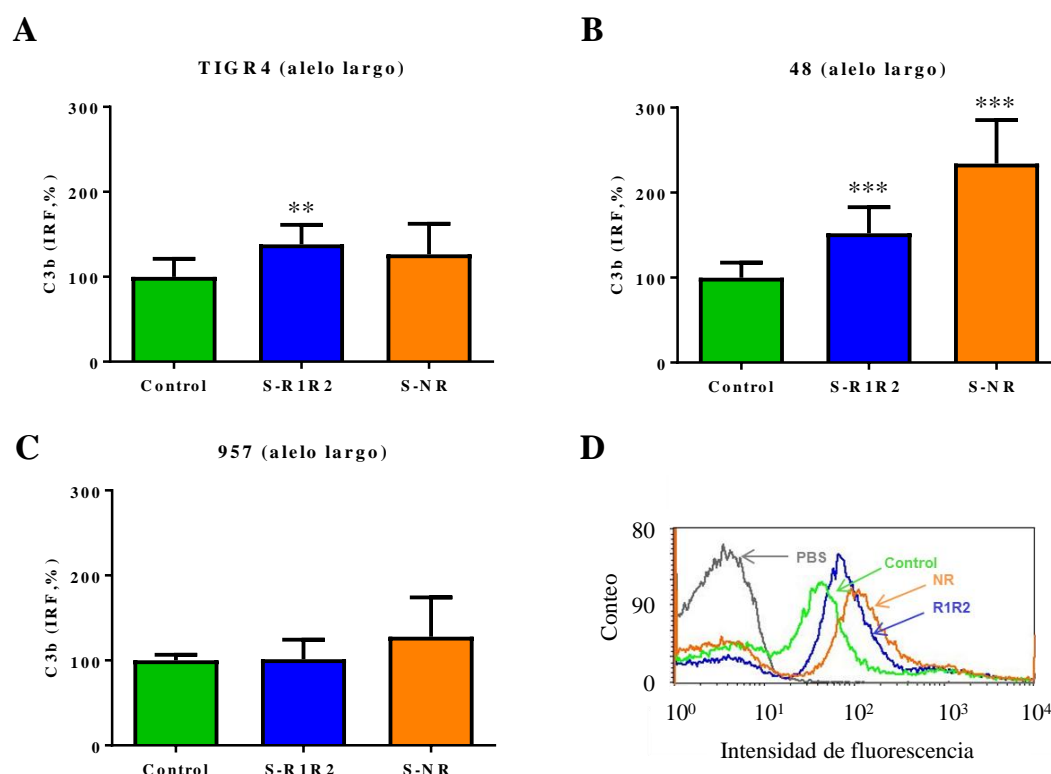 A
TIGR4 (alelo largo)
C3b (IRF,%)
300
200
100
0
**
Control
S-R1R2
S-NR
B
48 (alelo largo)
C3b (IRF,%)
300
200
100
0
***
***
Control
S-R1R2
S-NR
C
957 (alelo largo)
C3b (IRF,%)
300
200
100
0
Control
S-R1R2
S-NR
D
Conteo
80
90
0
PBS
Control
NR
R1R2
10⁰
10¹
10²
10³
10⁴
Intensidad de fluorescencia